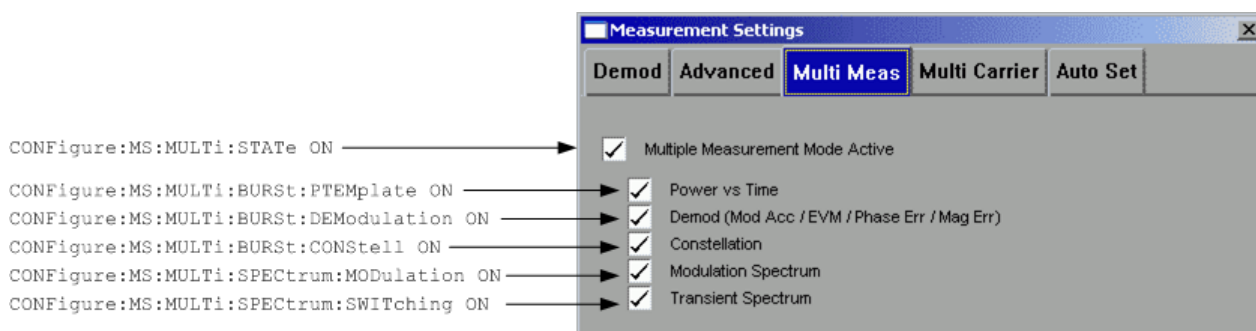 Measurement Settings
Demod Advanced Multi Meas Multi Carrier Auto Set
CONFigure:MS:MULTi:STATe ON Multiple Measurement Mode Active
CONFigure:MS:MULTi:BURSt:PTEMplate ON Power vs Time
CONFigure:MS:MULTi:BURSt:DEModulation ON Demod (Mod Acc / EVM / Phase Err / Mag Err)
CONFigure:MS:MULTi:BURSt:CONStell ON Constellation
CONFigure:MS:MULTi:SPECtrum:MODulation ON Modulation Spectrum
CONFigure:MS:MULTi:SPECtrum:SWITching ON Transient Spectrum